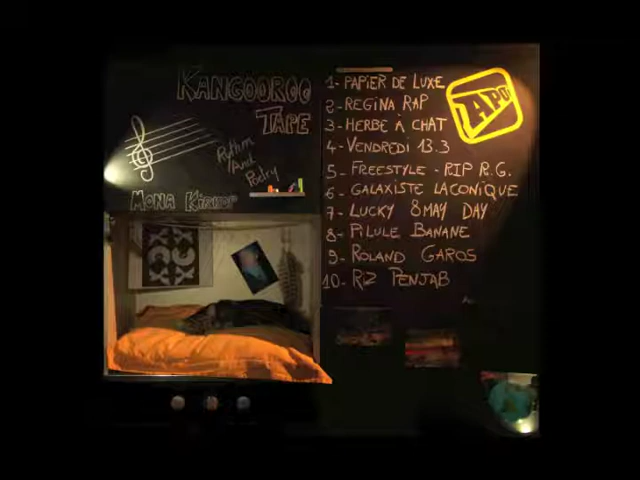 KANGOOROO
TAPE
Rythm
And
Poetry
MONA
1- PAPIER DE LUXE
2- REGINA RAP
3- HERBE À CHAT
4- VENDREDI 13.3
5- FREESTYLE - RIP R.G.
6- GALAXISTE LACONIQUE
7- LUCKY 8MAY DAY
8- PILULE BANANE
9- ROLAND GAROS
10- RIZ PENJAB
TAPO